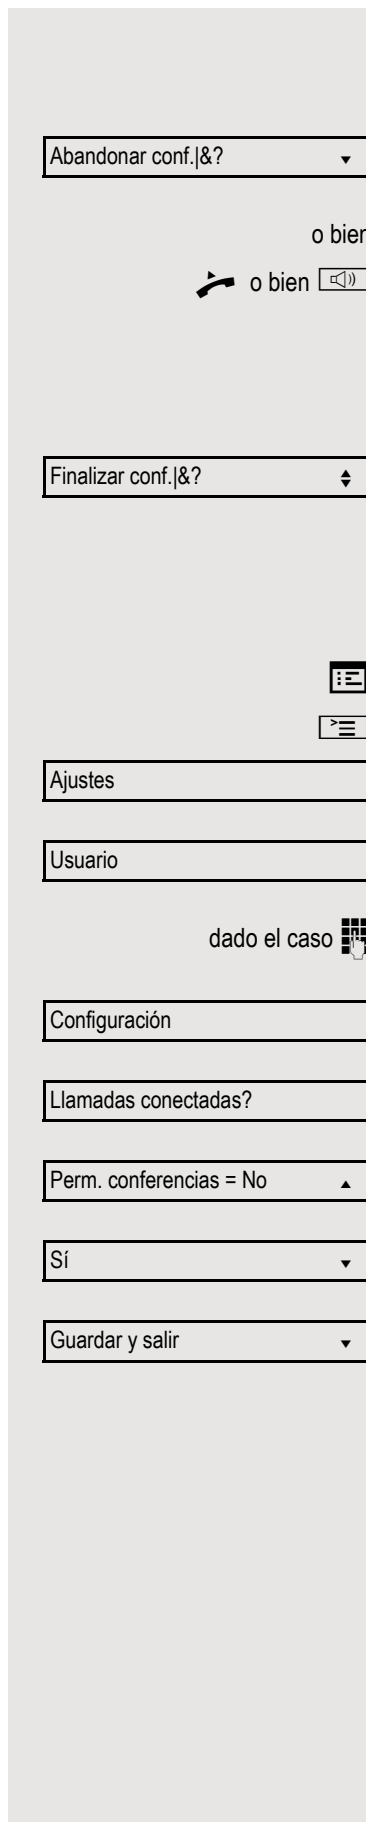 Abandonar conf.|&?
o bien
o bien
Finalizar conf.|&?
Ajustes
Usuario
dado el caso
Configuración
Llamadas conectadas?
Perm. conferencias = No
Sí
Guardar y salir